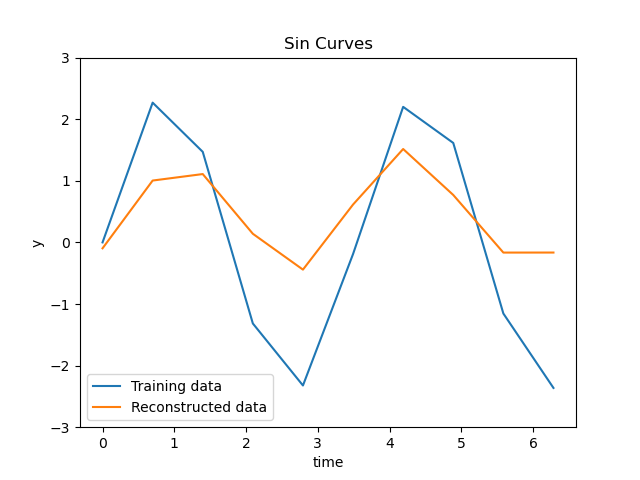 Sin Curves
3
2
1
0
−1
−2
−3
y
Training data
Reconstructed data
0 1 2 3 4 5 6
time